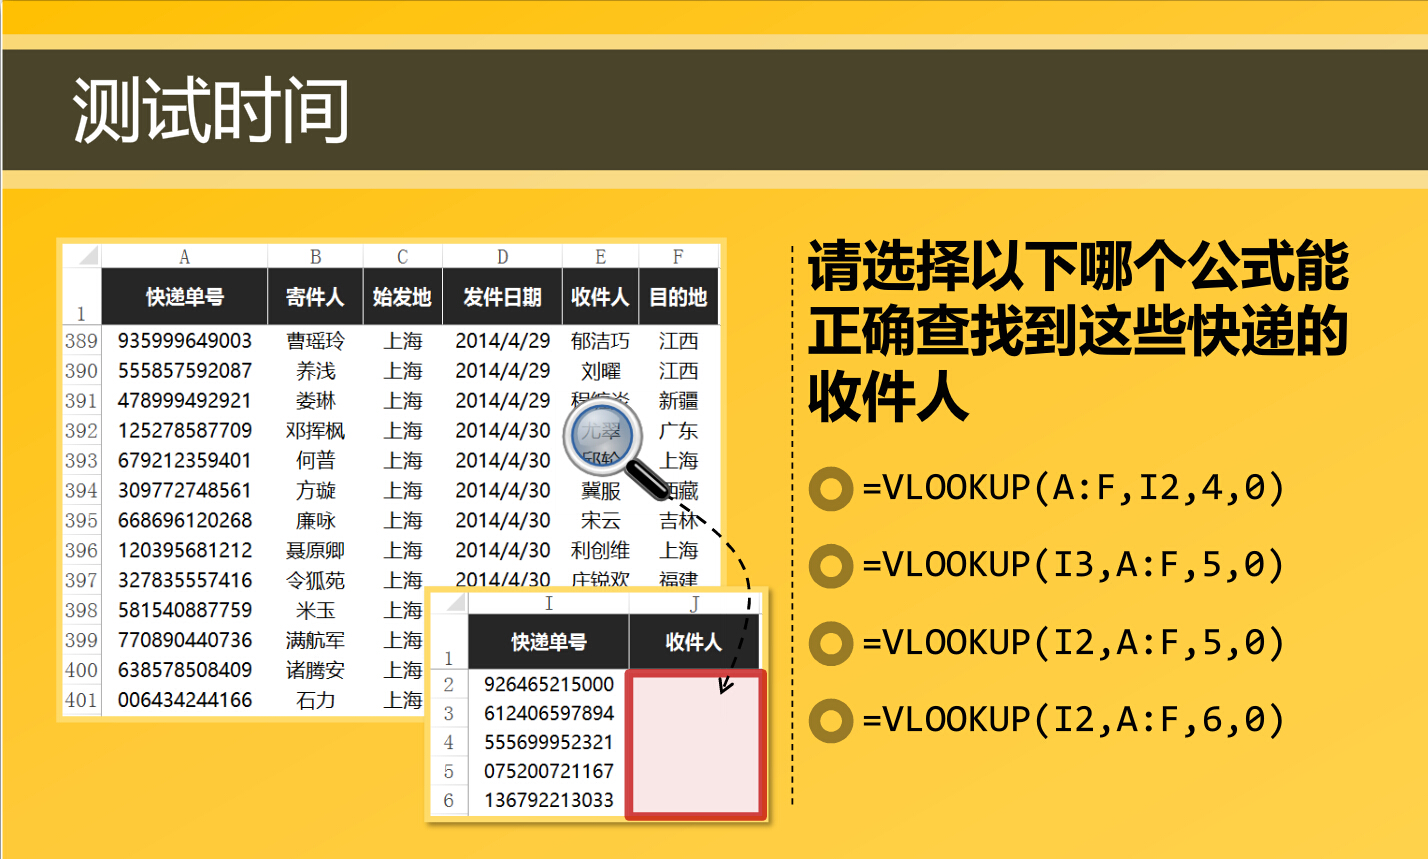 测试时间
A B C D E F
1 快递单号 寄件人 始发地 发件日期 收件人 目的地
389 935999649003 曹瑶玲 上海 2014/4/29 郁洁巧 江西
390 555857592087 养浅 上海 2014/4/29 刘曜 江西
391 478999492921 娄琳 上海 2014/4/29 新疆
392 125278587709 邓挥枫 上海 2014/4/30 尤翠 广东
393 679212359401 何普 上海 2014/4/30 上海
394 309772748561 方璇 上海 2014/4/30 冀服 西藏
395 668696120268 廉咏 上海 2014/4/30 宋云 吉林
396 120395681212 聂原卿 上海 2014/4/30 利创维 上海
397 327835557416 令狐苑 上海 2014/4/30 庄锐欢 福建
398 581540887759 米玉 上海
399 770890440736 满航军 上海
400 638578508409 诸腾安 上海
401 006434244166 石力 上海
I J
1 快递单号 收件人
2 926465215000
3 612406597894
4 555699952321
5 075200721167
6 136792213033
请选择以下哪个公式能
正确查找到这些快递的
收件人
=VLOOKUP(A:F,I2,4,0)
=VLOOKUP(I3,A:F,5,0)
=VLOOKUP(I2,A:F,5,0)
=VLOOKUP(I2,A:F,6,0)